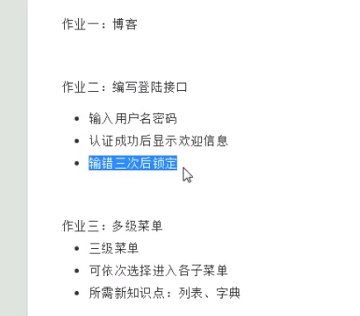 作业一：博客
作业二：编写登陆接口
输入用户名密码
认证成功后显示欢迎信息
输错三次后锁定
作业三：多级菜单
三级菜单
可依次选择进入各子菜单
所需新知识点：列表、字典